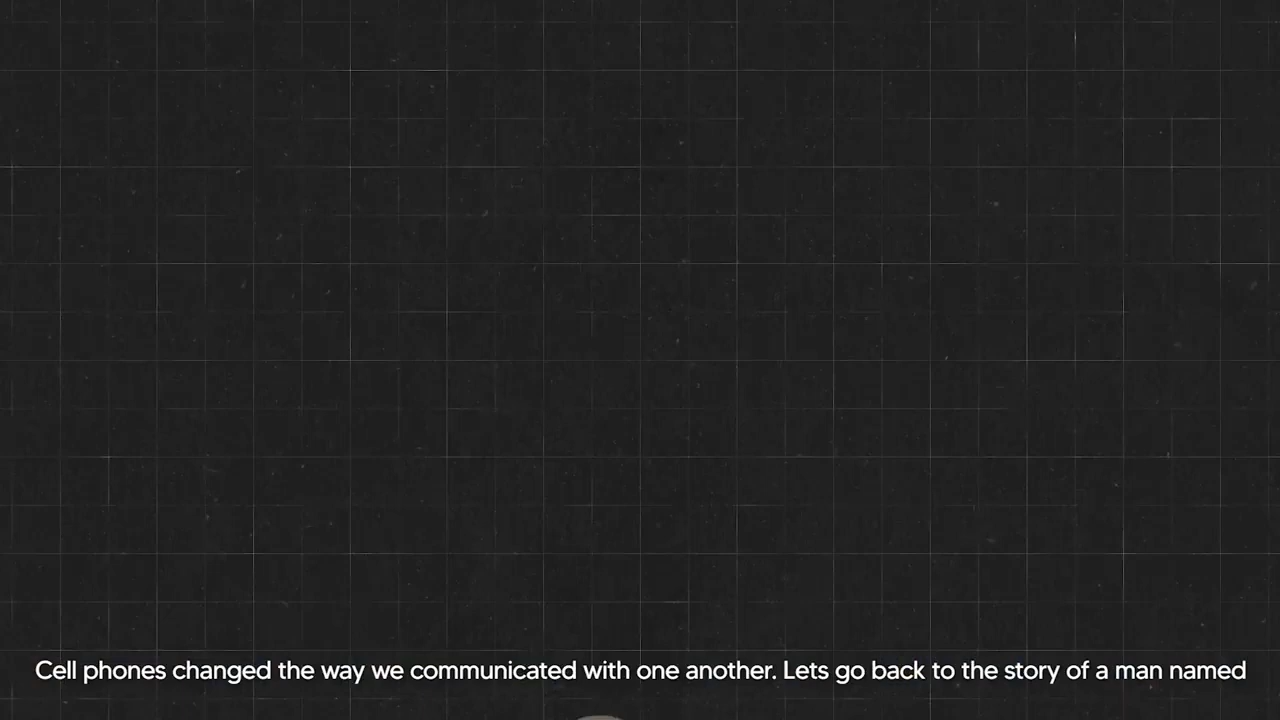 Cell phones changed the way we communicated with one another. Lets go back to the story of a man named